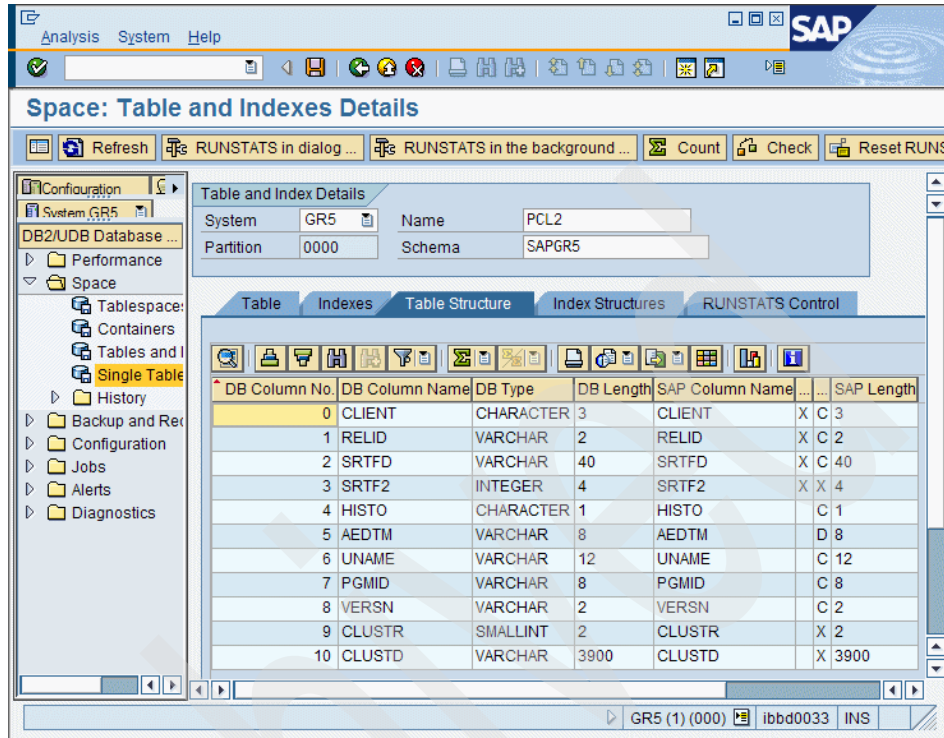 Analysis System Help
SAP
Space: Table and Indexes Details
Refresh RUNSTATS in dialog ... RUNSTATS in the background ... Count Check Reset RUNS
Configuration
System GR5
DB2/UDB Database ...
Performance
Space
Tablespaces
Containers
Tables and I
Single Table
History
Backup and Rec
Configuration
Jobs
Alerts
Diagnostics
Table and Index Details
System GR5 Name PCL2
Partition 0000 Schema SAPGR5
Table Indexes Table Structure Index Structures RUNSTATS Control
DB Column No. DB Column Name DB Type DB Length SAP Column Name ... ... SAP Length
0 CLIENT CHARACTER 3 CLIENT X C 3
1 RELID VARCHAR 2 RELID X C 2
2 SRTFD VARCHAR 40 SRTFD X C 40
3 SRTF2 INTEGER 4 SRTF2 X X 4
4 HISTO CHARACTER 1 HISTO C 1
5 AEDTM VARCHAR 8 AEDTM D 8
6 UNAME VARCHAR 12 UNAME C 12
7 PGMID VARCHAR 8 PGMID C 8
8 VERSN VARCHAR 2 VERSN C 2
9 CLUSTR SMALLINT 2 CLUSTR X 2
10 CLUSTD VARCHAR 3900 CLUSTD X 3900
GR5 (1) (000) ibbd0033 INS